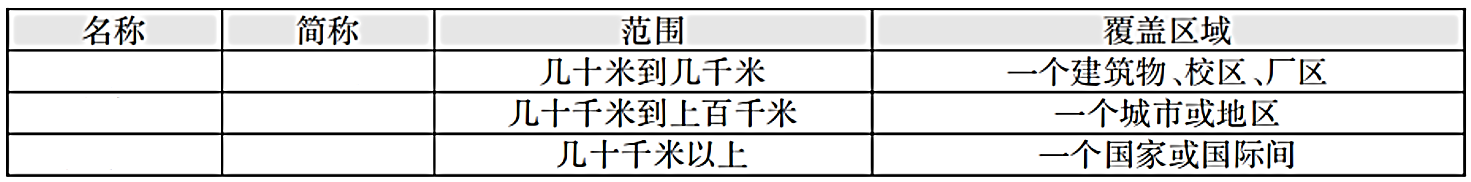 名称 简称 范围 覆盖区域
几十米到几千米 一个建筑物、校区、厂区
几十千米到上百千米 一个城市或地区
几十千米以上 一个国家或国际间